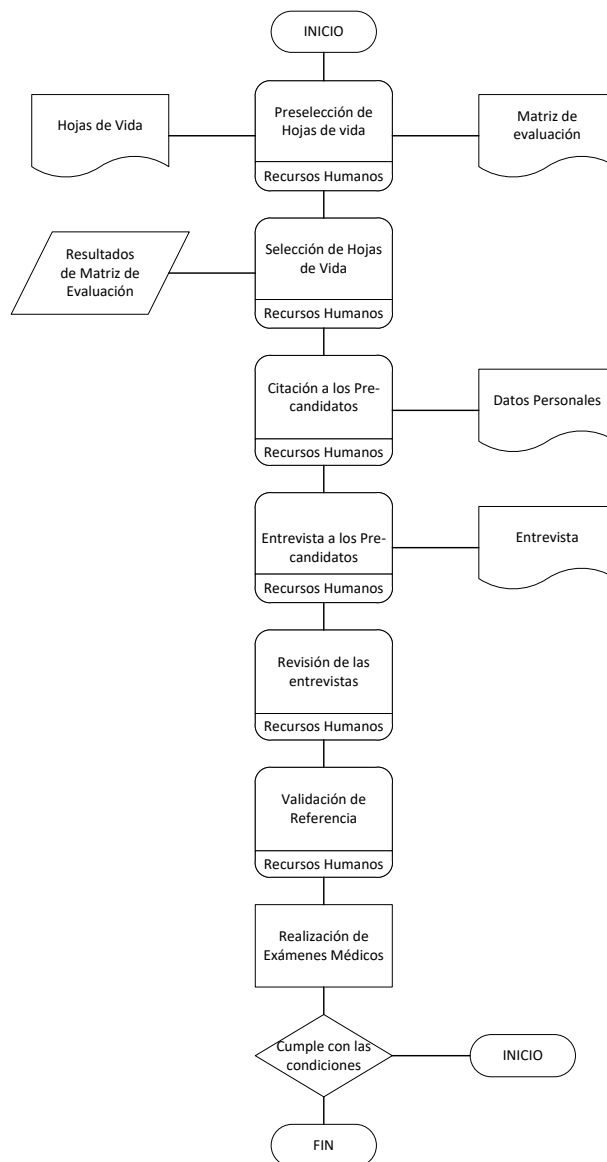 INICIO
Hojas de Vida
Preselección de
Hojas de vida
Recursos Humanos
Matriz de
evaluación
Resultados
de Matriz de
Evaluación
Selección de Hojas
de Vida
Recursos Humanos
Citación a los Pre-
candidatos
Recursos Humanos
Datos Personales
Entrevista a los Pre-
candidatos
Recursos Humanos
Entrevista
Revisión de las
entrevistas
Recursos Humanos
Validación de
Referencia
Recursos Humanos
Realización de
Exámenes Médicos
Cumple con las
condiciones
INICIO
FIN